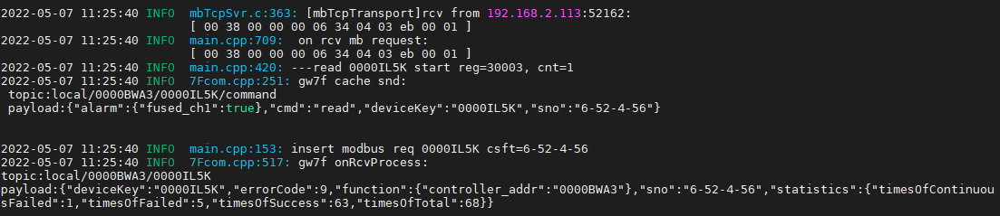 2022-05-07 11:25:40 INFO  mbTcpSvr.c:363: [mbTcpTransport]rcv from 192.168.2.113:52162:
[ 00 38 00 00 00 06 34 04 03 eb 00 01 ]
2022-05-07 11:25:40 INFO  main.cpp:709:  on rcv mb request:
[ 00 38 00 00 00 06 34 04 03 eb 00 01 ]
2022-05-07 11:25:40 INFO  main.cpp:420: ---read 0000IL5K start reg=30003, cnt=1
2022-05-07 11:25:40 INFO  7Fcom.cpp:251: gw7f cache snd:
topic:local/0000BWA3/0000IL5K/command
payload:{"alarm":{"fused_ch1":true},"cmd":"read","deviceKey":"0000IL5K","sno":"6-52-4-56"}
2022-05-07 11:25:40 INFO  main.cpp:153: insert modbus req 0000IL5K csft=6-52-4-56
2022-05-07 11:25:40 INFO  7Fcom.cpp:517: gw7f onRcvProcess:
topic:local/0000BWA3/0000IL5K
payload:{"deviceKey":"0000IL5K","errorCode":9,"function":{"controller_addr":"0000BWA3"},"sno":"6-52-4-56","statistics":{"timesOfContinuou
sFailed":1,"timesOfFailed":5,"timesOfSuccess":63,"timesOfTotal":68}}